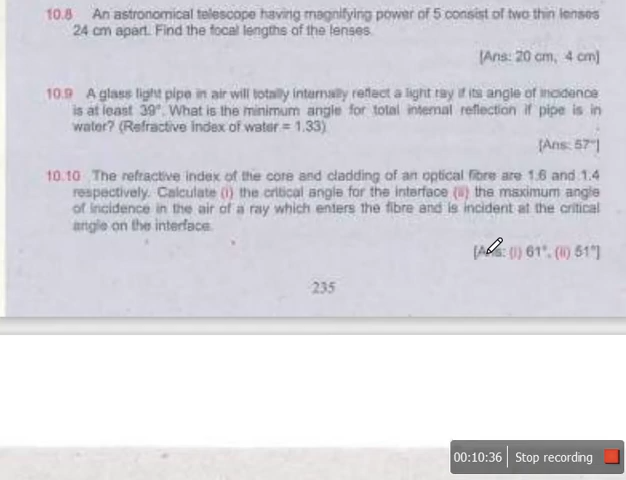 10.8 An astronomical telescope having magnifying power of 5 consist of two thin lenses
24 cm apart. Find the focal lengths of the lenses.
[Ans: 20 cm, 4 cm]
10.9 A glass light pipe in air will totally internally reflect a light ray if its angle of incidence
is at least 39°. What is the minimum angle for total internal reflection if pipe is in
water? (Refractive Index of water = 1.33)
[Ans: 57°]
10.10 The refractive index of the core and cladding of an optical fibre are 1.6 and 1.4
respectively. Calculate (i) the critical angle for the interface (ii) the maximum angle
of incidence in the air of a ray which enters the fibre and is incident at the critical
angle on the interface.
[Ans: (i) 61°, (ii) 51°]
235
00:10:36 Stop recording